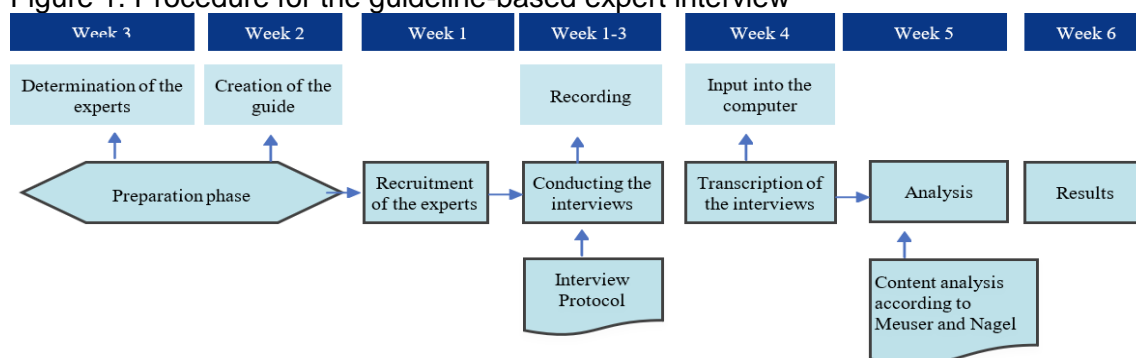 Figure 1: Procedure for the guideline-based expert interview
Week 3
Week 2
Week 1
Week 1-3
Week 4
Week 5
Week 6
Determination of the
experts
Creation of the
guide
Recording
Input into the
computer
Preparation phase
Recruitment
of the experts
Conducting the
interviews
Transcription of
the interviews
Analysis
Results
Interview
Protocol
Content analysis
according to
Meuser and Nagel